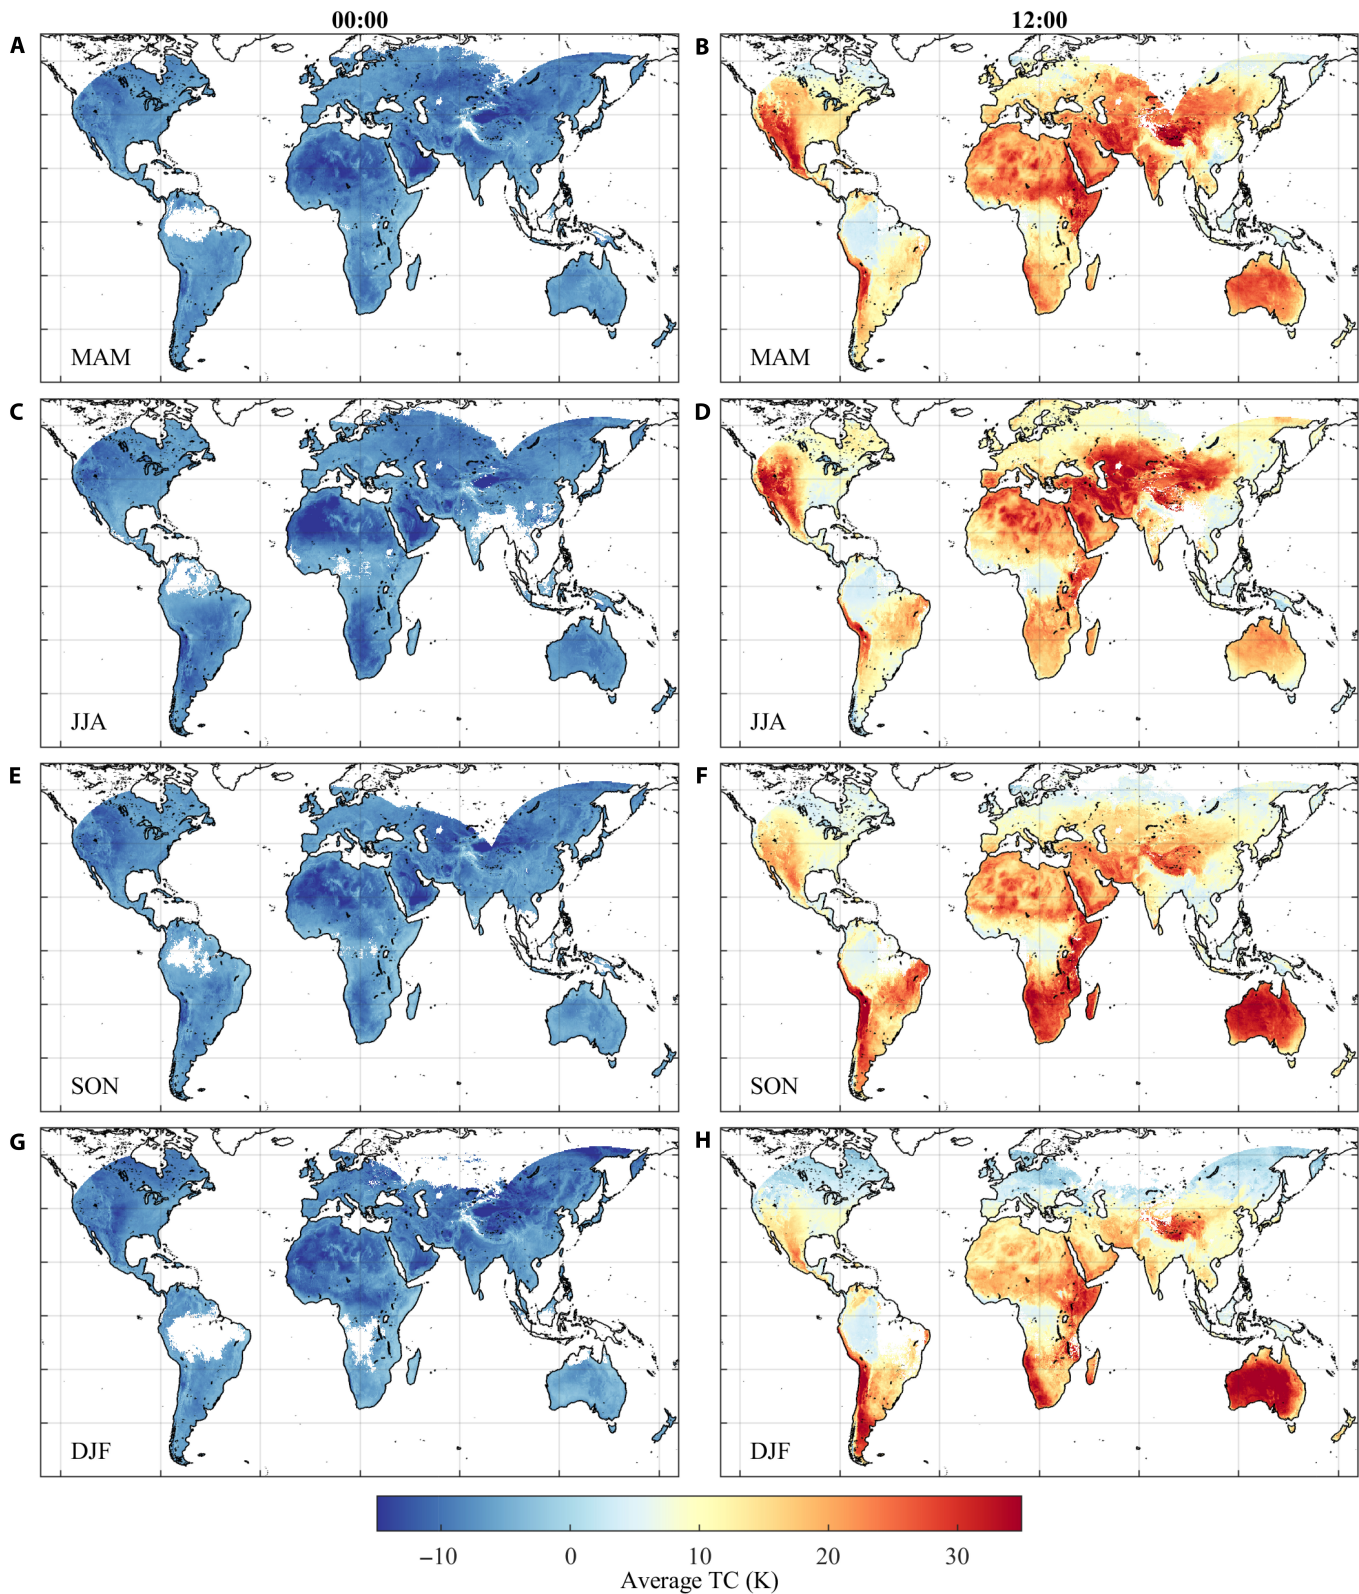 00:00 12:00
A B
MAM MAM
C D
JJA JJA
E F
SON SON
G H
DJF DJF
−10 0 10 20 30
Average TC (K)